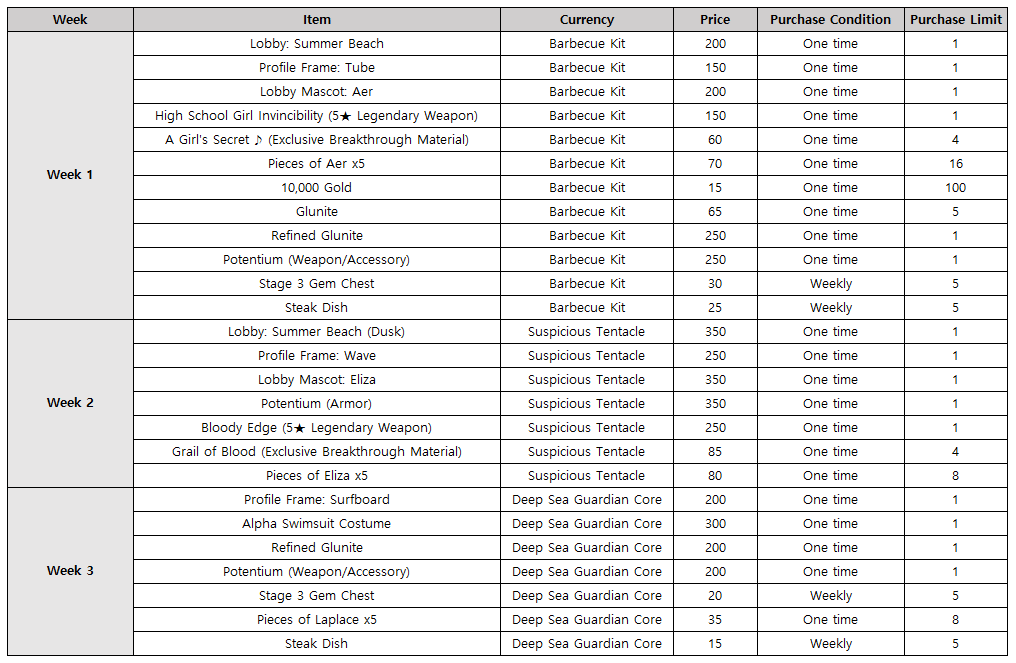 Week Item Currency Price Purchase Condition Purchase Limit
Week 1
Lobby: Summer Beach Barbecue Kit 200 One time 1
Profile Frame: Tube Barbecue Kit 150 One time 1
Lobby Mascot: Aer Barbecue Kit 200 One time 1
High School Girl Invincibility (5★ Legendary Weapon) Barbecue Kit 150 One time 1
A Girl's Secret ♪ (Exclusive Breakthrough Material) Barbecue Kit 60 One time 4
Pieces of Aer x5 Barbecue Kit 70 One time 16
10,000 Gold Barbecue Kit 15 One time 100
Glunite Barbecue Kit 65 One time 5
Refined Glunite Barbecue Kit 250 One time 1
Potentium (Weapon/Accessory) Barbecue Kit 250 One time 1
Stage 3 Gem Chest Barbecue Kit 30 Weekly 5
Steak Dish Barbecue Kit 25 Weekly 5
Week 2
Lobby: Summer Beach (Dusk) Suspicious Tentacle 350 One time 1
Profile Frame: Wave Suspicious Tentacle 250 One time 1
Lobby Mascot: Eliza Suspicious Tentacle 350 One time 1
Potentium (Armor) Suspicious Tentacle 350 One time 1
Bloody Edge (5★ Legendary Weapon) Suspicious Tentacle 250 One time 1
Grail of Blood (Exclusive Breakthrough Material) Suspicious Tentacle 85 One time 4
Pieces of Eliza x5 Suspicious Tentacle 80 One time 8
Week 3
Profile Frame: Surfboard Deep Sea Guardian Core 200 One time 1
Alpha Swimsuit Costume Deep Sea Guardian Core 300 One time 1
Refined Glunite Deep Sea Guardian Core 200 One time 1
Potentium (Weapon/Accessory) Deep Sea Guardian Core 200 One time 1
Stage 3 Gem Chest Deep Sea Guardian Core 20 Weekly 5
Pieces of Laplace x5 Deep Sea Guardian Core 35 One time 8
Steak Dish Deep Sea Guardian Core 15 Weekly 5